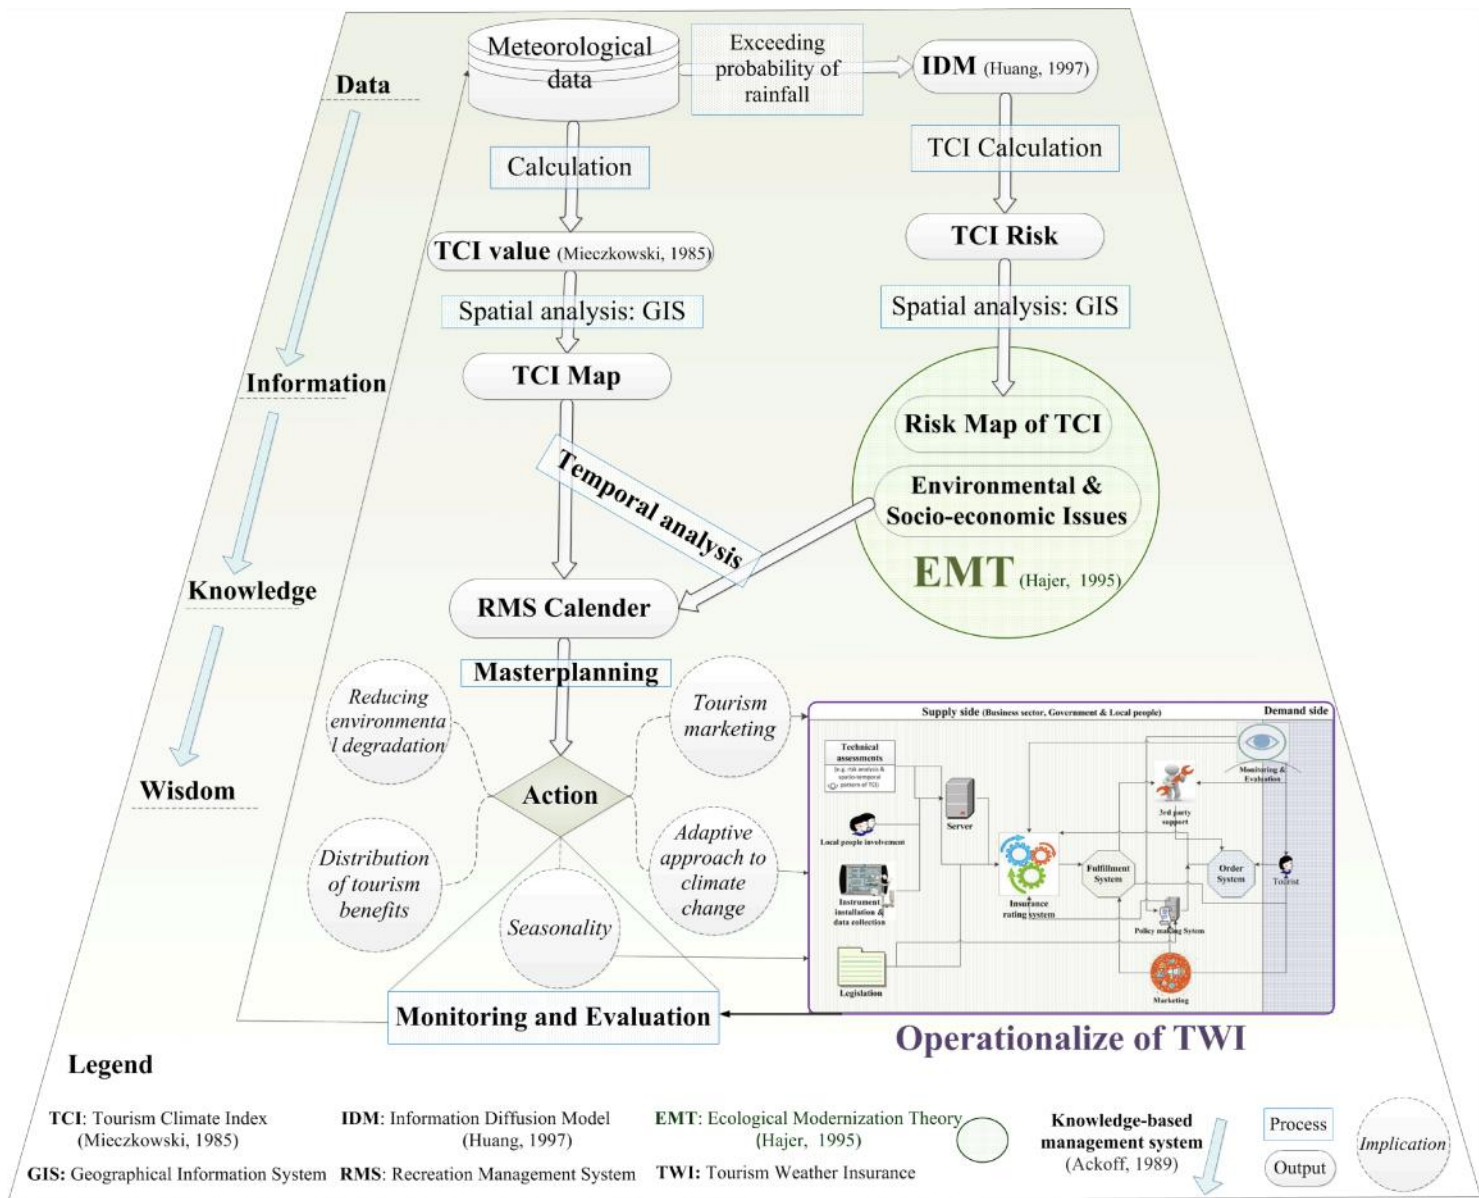 Data
Information
Knowledge
Wisdom
Meteorological
data
Exceeding
probability of
rainfall
IDM (Huang, 1997)
Calculation
TCI Calculation
TCI value (Mieczkowski, 1985)
TCI Risk
Spatial analysis: GIS
Spatial analysis: GIS
TCI Map
Risk Map of TCI
Environmental &
Socio-economic Issues
EMT (Hajer, 1995)
Temporal analysis
RMS Calender
Masterplanning
Reducing
environmenta
l degradation
Tourism
marketing
Action
Distribution
of tourism
benefits
Adaptive
approach to
climate
change
Seasonality
Monitoring and Evaluation
Supply side (Business sector, Government & Local people)
Demand side
Technical
assessments
(e.g. risk analysis &
spacio-temporal
pattern of TCI)
Server
Local people involvement
Instrument
installation &
data collection
Legislation
Insurance
rating system
Fulfillment
System
3rd party
support
Monitoring &
Evaluation
Order
System
Tourist
Policy making System
Marketing
Operationalize of TWI
Legend
TCI: Tourism Climate Index
(Mieczkowski, 1985)
IDM: Information Diffusion Model
(Huang, 1997)
EMT: Ecological Modernization Theory
(Hajer, 1995)
GIS: Geographical Information System
RMS: Recreation Management System
TWI: Tourism Weather Insurance
Knowledge-based
management system
(Ackoff, 1989)
Process
Output
Implication